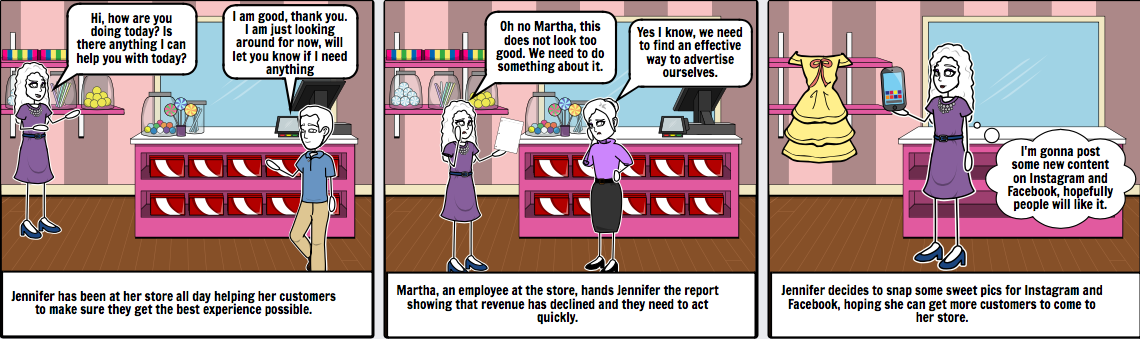 Hi, how are you
doing today? Is
there anything I can
help you with today?
I am good, thank you.
I am just looking
around for now, will
let you know if I need
anything
Jennifer has been at her store all day helping her customers
to make sure they get the best experience possible.
Oh no Martha, this
does not look too
good. We need to do
something about it.
Yes I know, we need
to find an effective
way to advertise
ourselves.
Martha, an employee at the store, hands Jennifer the report
showing that revenue has declined and they need to act
quickly.
I'm gonna post
some new content
on Instagram and
Facebook, hopefully
people will like it.
Jennifer decides to snap some sweet pics for Instagram and
Facebook, hoping she can get more customers to come to
her store.